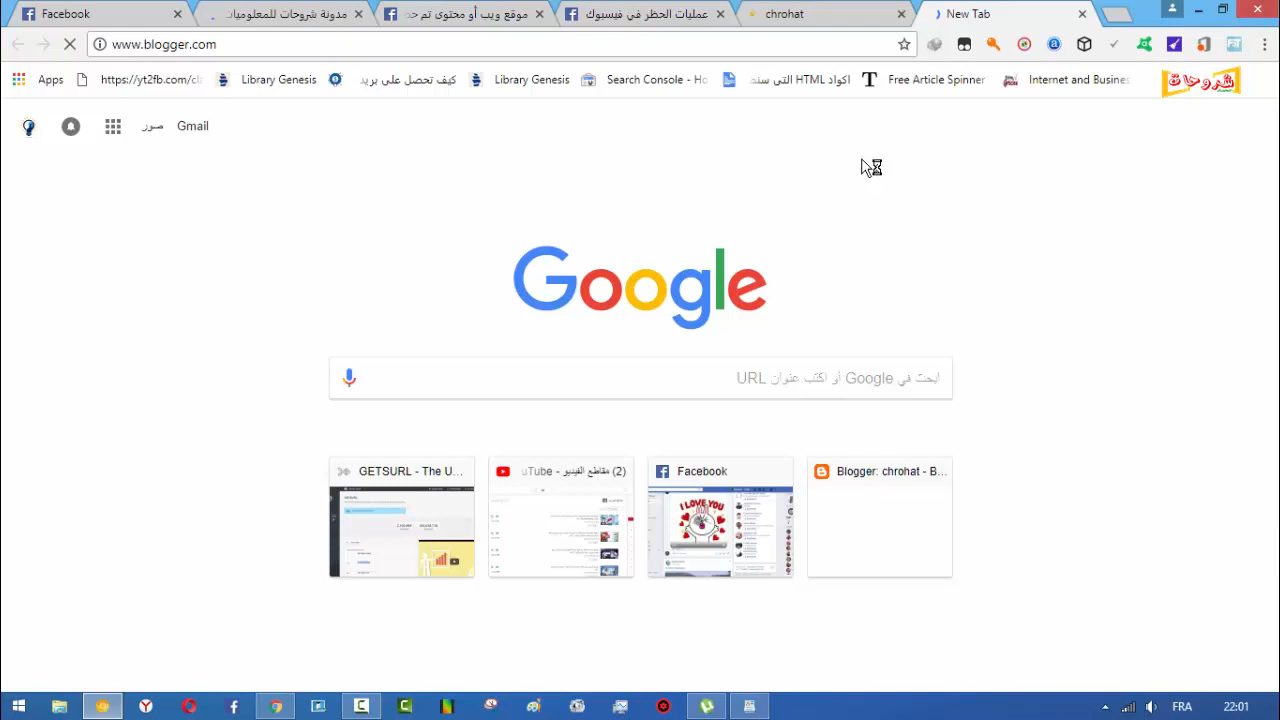 Facebook
مدونة شروحات للمعلوميات
موقع ويب أو محتوى تم حذ
عمليات الحظر في فيسبوك
chrohat
New Tab
www.blogger.com
Apps
https://yt2fb.com/cl
Library Genesis
كيف تحصل على بريد
Library Genesis
Search Console - Ho
اكواد HTML التي ستد
Free Article Spinner
Internet and Busines
شروحات
صور
Gmail
Google
ابحث في Google أو اكتب عنوان URL
GETSURL - The U...
(2) مقاطع الفيديو - uTube
Facebook
Blogger: chrohat - B...
I LOVE YOU
FRA
22:01